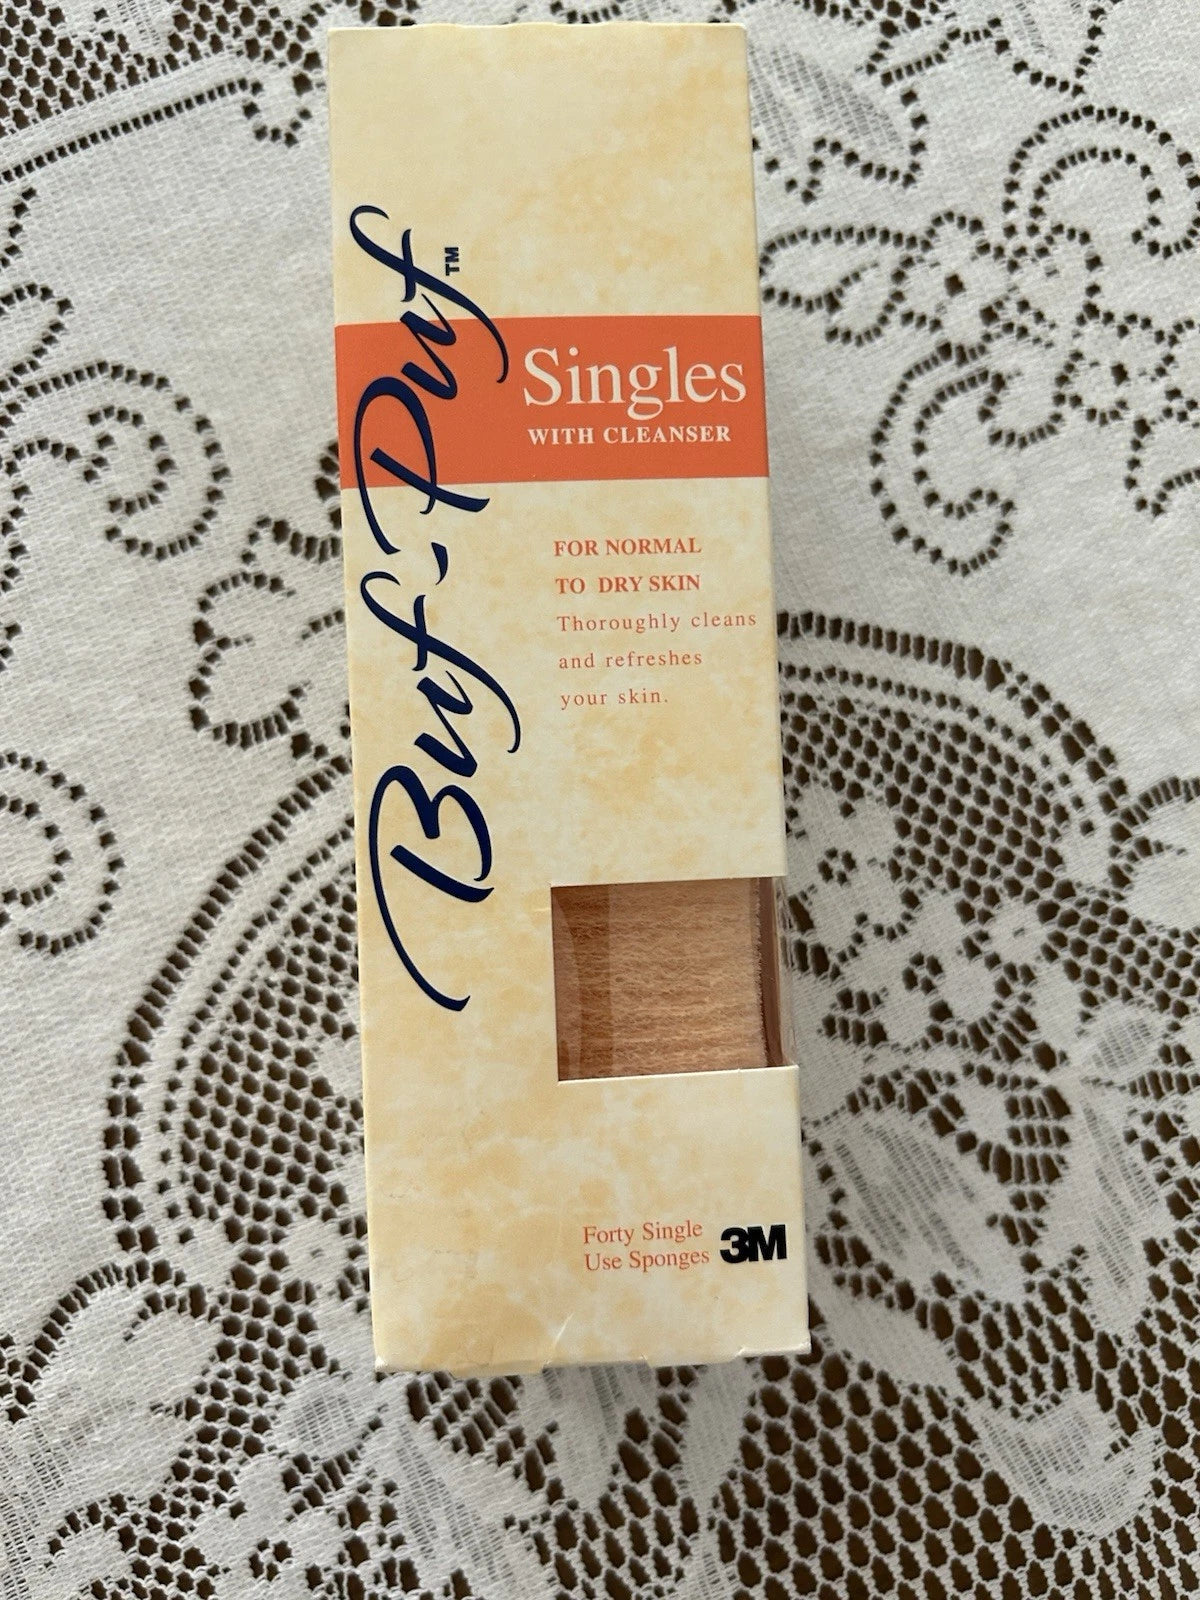 Buf-Puf™
Singles
WITH CLEANSER
FOR NORMAL
TO DRY SKIN
Thoroughly cleans
and refreshes
your skin.
Forty Single
Use Sponges
3M